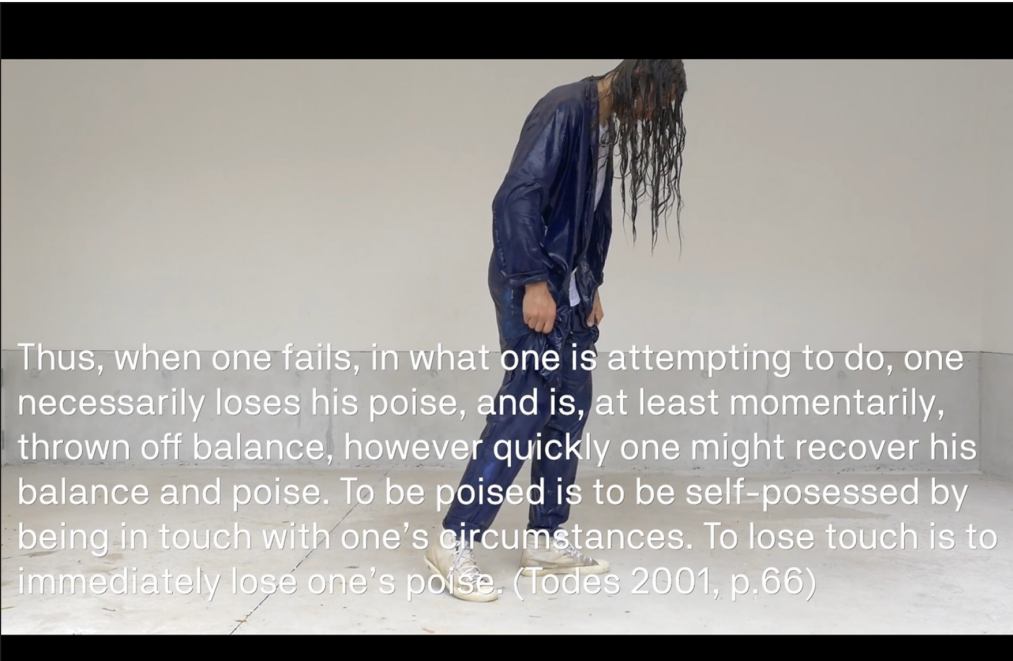 Thus, when one fails, in what one is attempting to do, one
necessarily loses his poise, and is, at least momentarily,
thrown off balance, however quickly one might recover his
balance and poise. To be poised is to be self-posessed by
being in touch with one’s circumstances. To lose touch is to
immediately lose one’s poise. (Todes 2001, p.66)